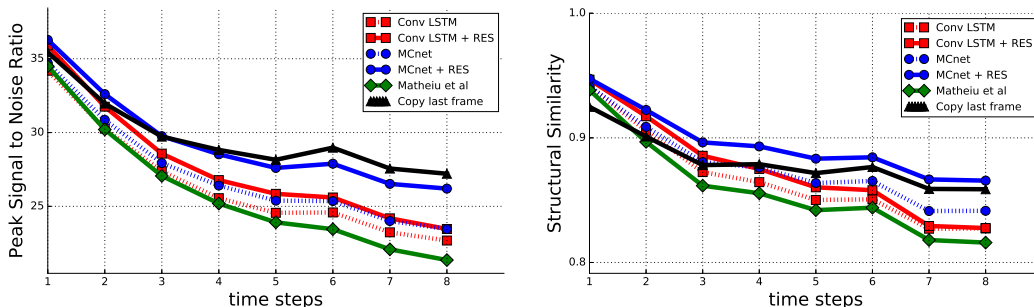 Peak Signal to Noise Ratio
35
30
25
1 2 3 4 5 6 7 8
time steps
Conv LSTM
Conv LSTM + RES
MCnet
MCnet + RES
Matheiu et al
Copy last frame
Structural Similarity
1.0
0.9
0.8
1 2 3 4 5 6 7 8
time steps
Conv LSTM
Conv LSTM + RES
MCnet
MCnet + RES
Matheiu et al
Copy last frame